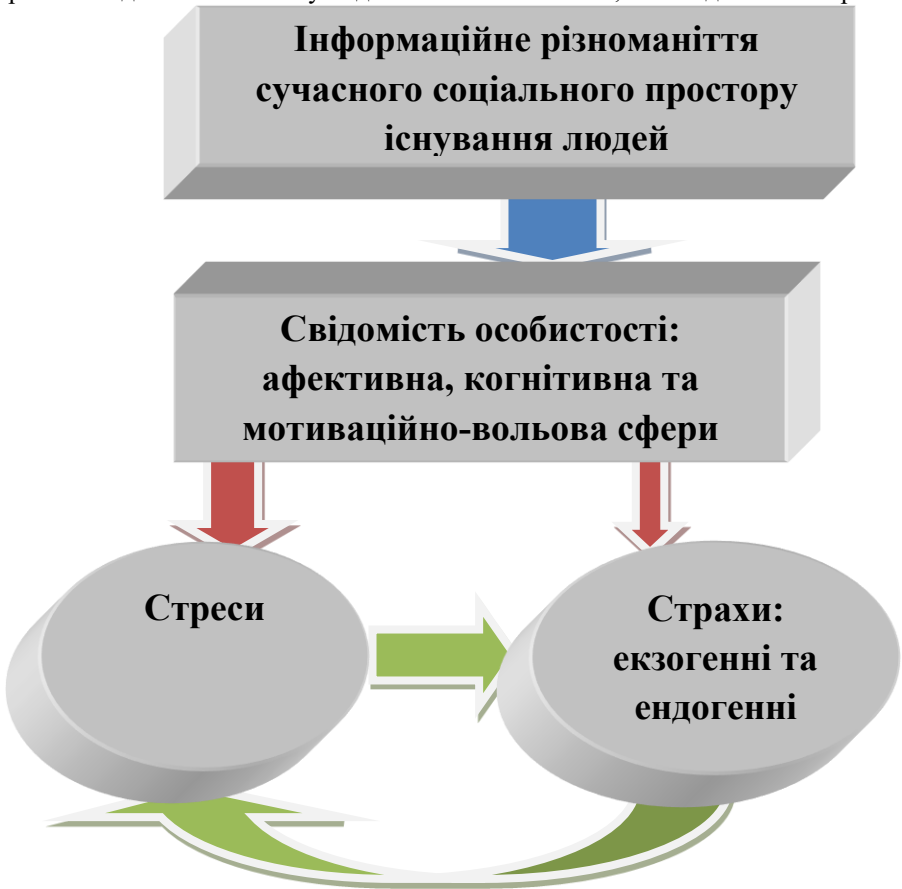 Інформаційне різноманіття
сучасного соціального простору
існування людей
Свідомість особистості:
афективна, когнітивна та
мотиваційно-вольова сфери
Стреси
Страхи:
екзогенні та
ендогенні